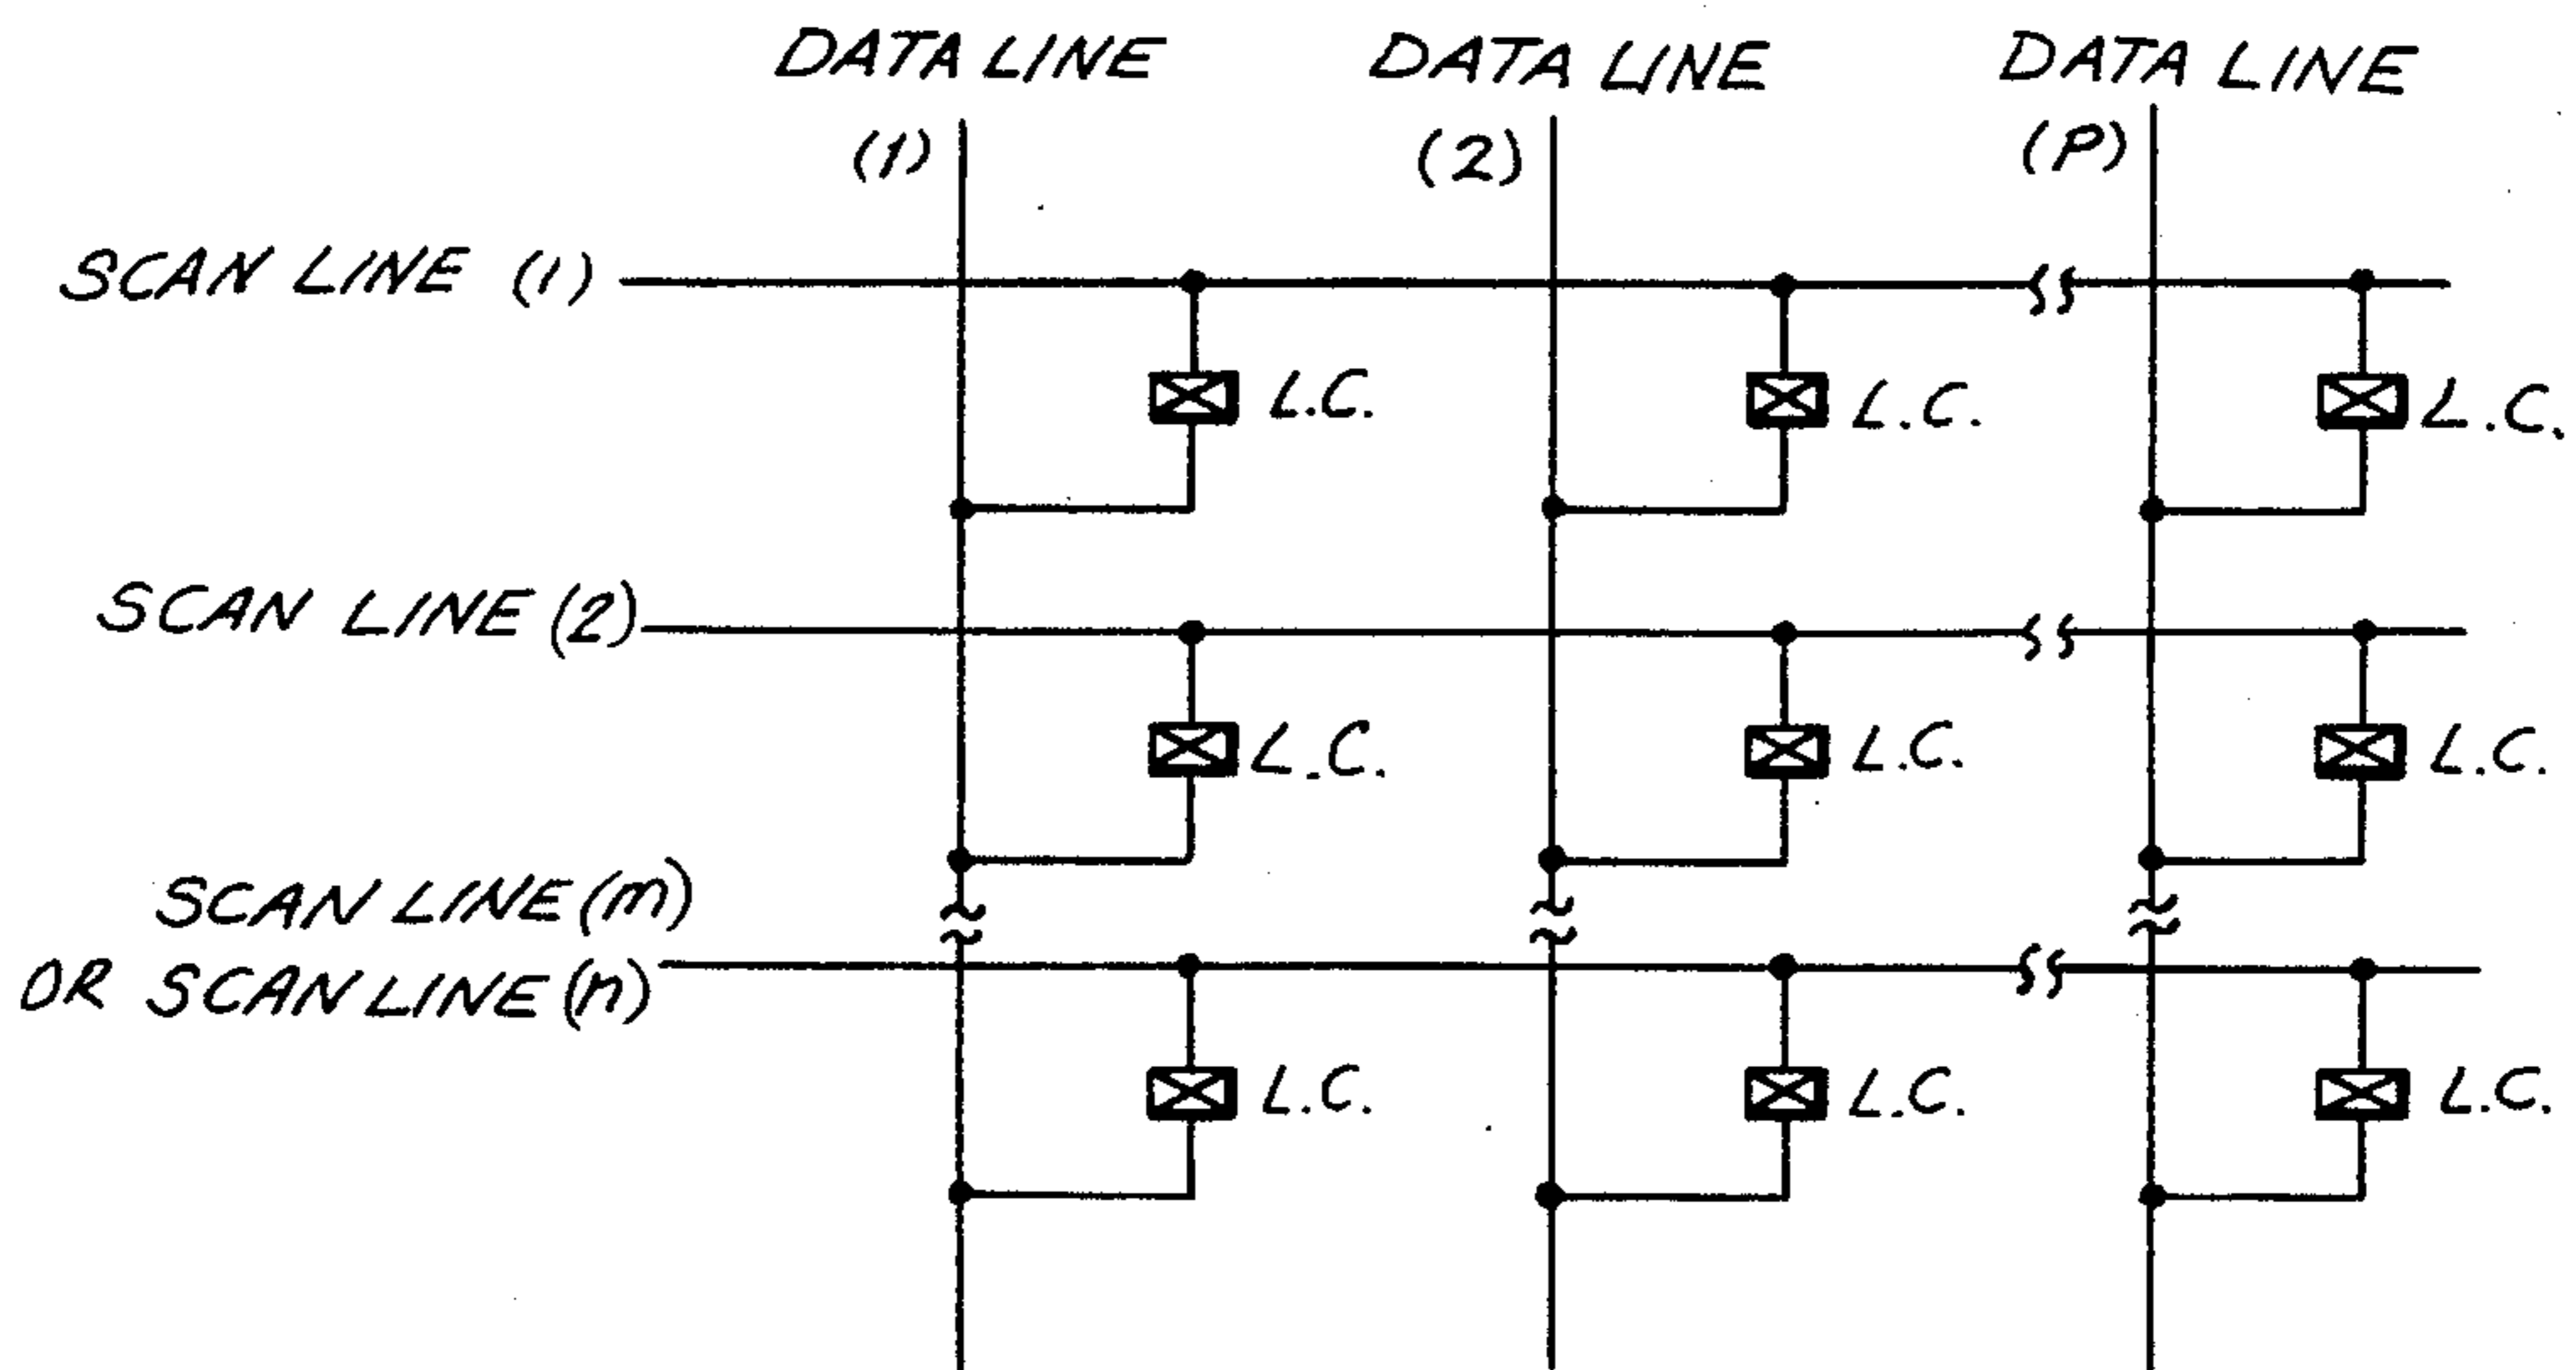 DATA LINE DATA LINE DATA LINE
(1) (2) (P)
SCAN LINE (1)
L.C. L.C. L.C.
SCAN LINE (2)
L.C. L.C. L.C.
SCAN LINE (m)
OR SCAN LINE (n)
L.C. L.C. L.C.